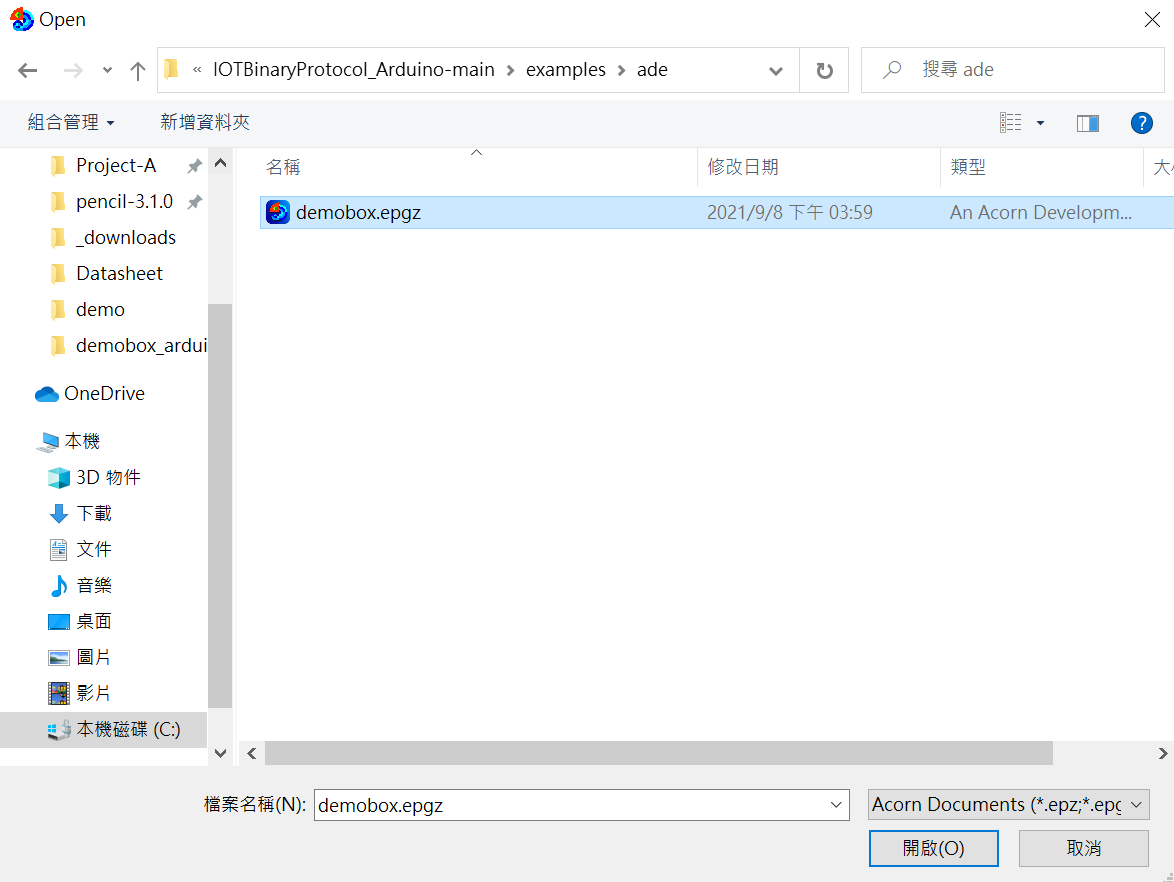 Open
« IOTBinaryProtocol_Arduino-main > examples > ade
搜尋 ade
組合管理
新增資料夾
?
Project-A
pencil-3.1.0
_downloads
Datasheet
demo
demobox_ardui
OneDrive
本機
3D 物件
下載
文件
音樂
桌面
圖片
影片
本機磁碟 (C:)
名稱 修改日期 類型 大小
demobox.epgz 2021/9/8 下午 03:59 An Acorn Developm...
檔案名稱(N): demobox.epgz Acorn Documents (*.epz;*.epg
開啟(O) 取消